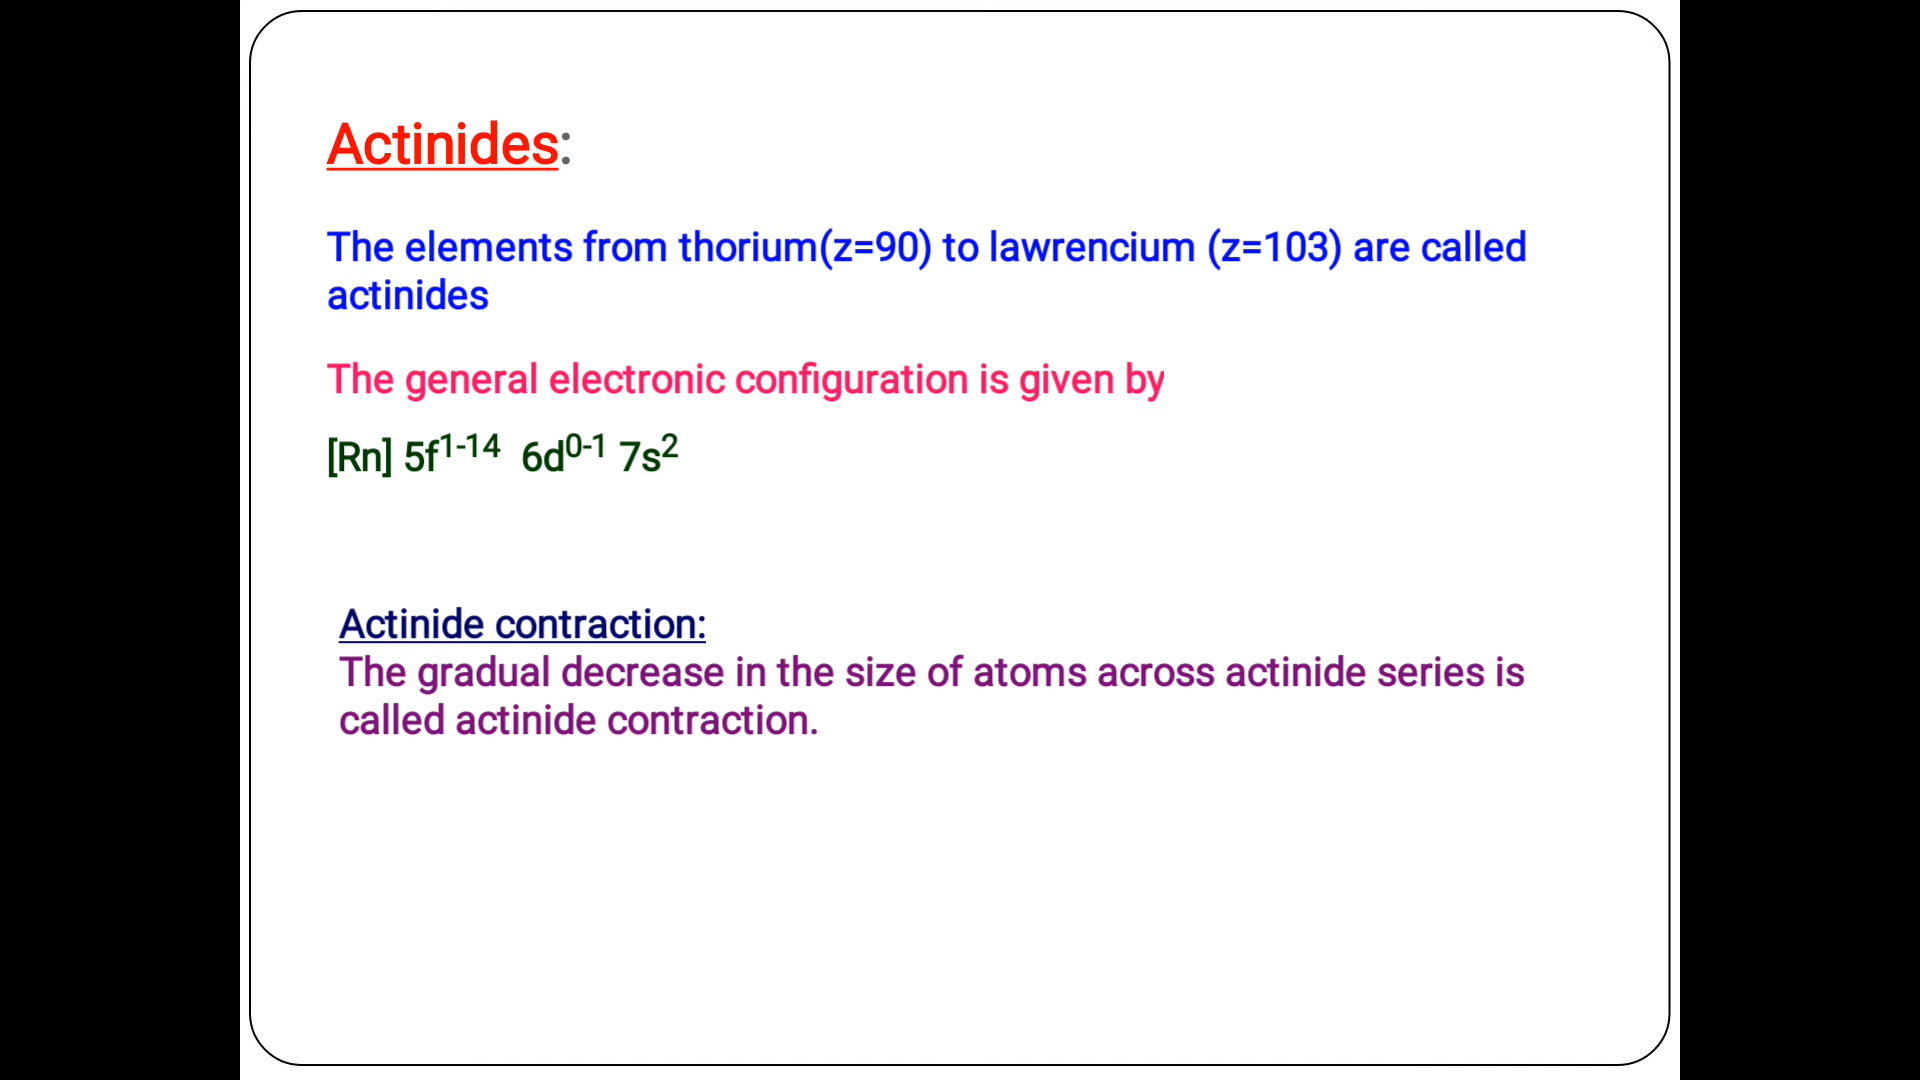 Actinides:
The elements from thorium(z=90) to lawrencium (z=103) are called
actinides
The general electronic configuration is given by
[Rn] 5f¹⁻¹⁴ 6d⁰⁻¹ 7s²
Actinide contraction:
The gradual decrease in the size of atoms across actinide series is
called actinide contraction.